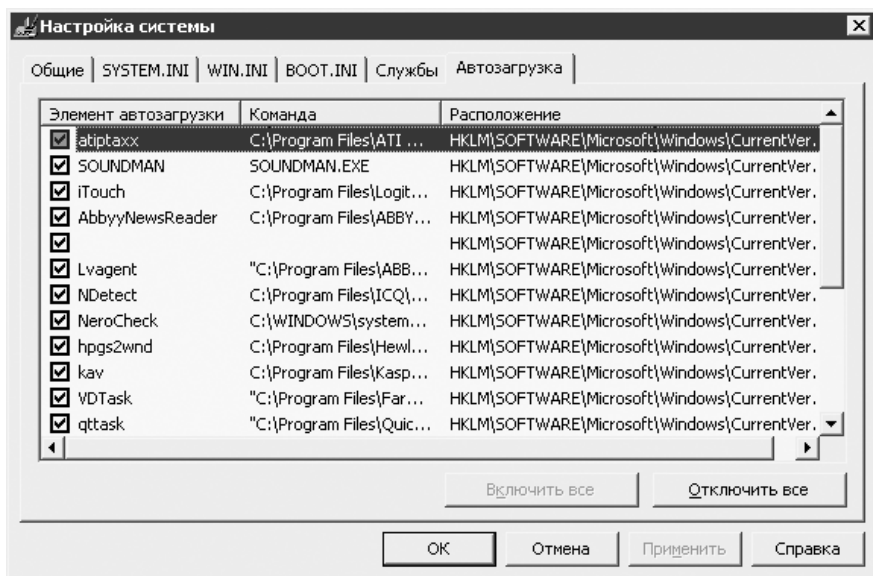 Настройка системы
Общие SYSTEM.INI WIN.INI BOOT.INI Службы Автозагрузка
Элемент автозагрузки Команда Расположение
atiptaxx C:\Program Files\ATI ... HKLM\SOFTWARE\Microsoft\Windows\CurrentVer.
SOUNDMAN SOUNDMAN.EXE HKLM\SOFTWARE\Microsoft\Windows\CurrentVer.
iTouch C:\Program Files\Logit... HKLM\SOFTWARE\Microsoft\Windows\CurrentVer.
AbbyyNewsReader C:\Program Files\ABBY... HKLM\SOFTWARE\Microsoft\Windows\CurrentVer.
HKLM\SOFTWARE\Microsoft\Windows\CurrentVer.
Lvagent "C:\Program Files\ABB... HKLM\SOFTWARE\Microsoft\Windows\CurrentVer.
NDetect C:\Program Files\ICQ\... HKLM\SOFTWARE\Microsoft\Windows\CurrentVer.
NeroCheck C:\WINDOWS\system... HKLM\SOFTWARE\Microsoft\Windows\CurrentVer.
hpgs2wnd C:\Program Files\Hewl... HKLM\SOFTWARE\Microsoft\Windows\CurrentVer.
kav C:\Program Files\Kasp... HKLM\SOFTWARE\Microsoft\Windows\CurrentVer.
VDTask "C:\Program Files\Far... HKLM\SOFTWARE\Microsoft\Windows\CurrentVer.
qttask "C:\Program Files\Quic... HKLM\SOFTWARE\Microsoft\Windows\CurrentVer.
Включить все Отключить все
ОК Отмена Применить Справка